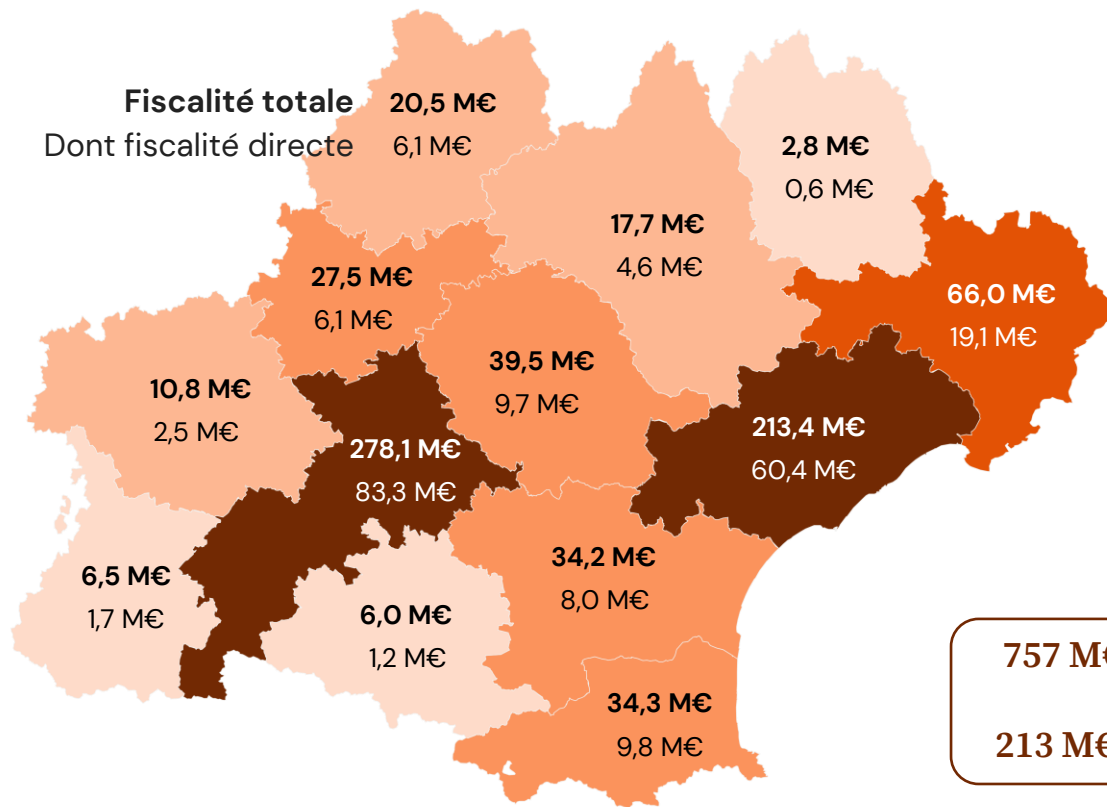 Fiscalité totale
Dont fiscalité directe
20,5 M€
6,1 M€
2,8 M€
0,6 M€
17,7 M€
4,6 M€
27,5 M€
6,1 M€
66,0 M€
19,1 M€
39,5 M€
9,7 M€
10,8 M€
2,5 M€
213,4 M€
60,4 M€
278,1 M€
83,3 M€
34,2 M€
8,0 M€
6,5 M€
1,7 M€
6,0 M€
1,2 M€
34,3 M€
9,8 M€
757 M€
213 M€